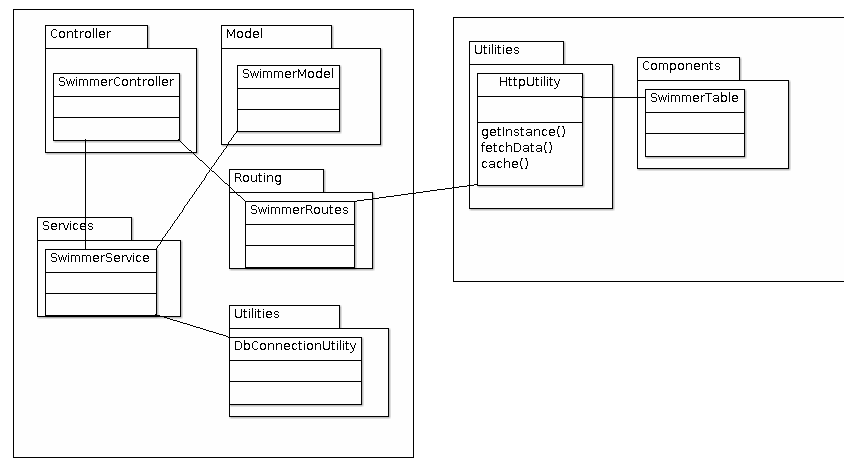 Controller
SwimmerController
Model
SwimmerModel
Routing
SwimmerRoutes
Services
SwimmerService
Utilities
DbConnectionUtility
Utilities
HttpUtility
getInstance()
fetchData()
cache()
Components
SwimmerTable